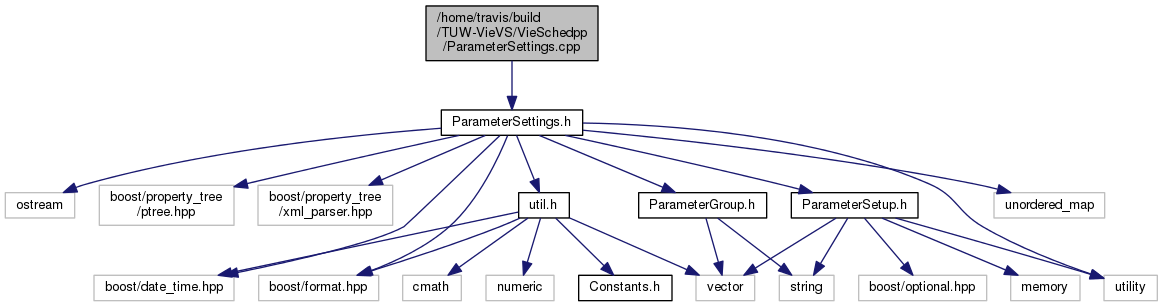 /home/travis/build
/TUW-VieVS/VieSchedpp
/ParameterSettings.cpp
ParameterSettings.h
ostream
boost/property_tree
/ptree.hpp
boost/property_tree
/xml_parser.hpp
util.h
ParameterGroup.h
ParameterSetup.h
unordered_map
boost/date_time.hpp
boost/format.hpp
cmath
numeric
Constants.h
vector
string
boost/optional.hpp
memory
utility